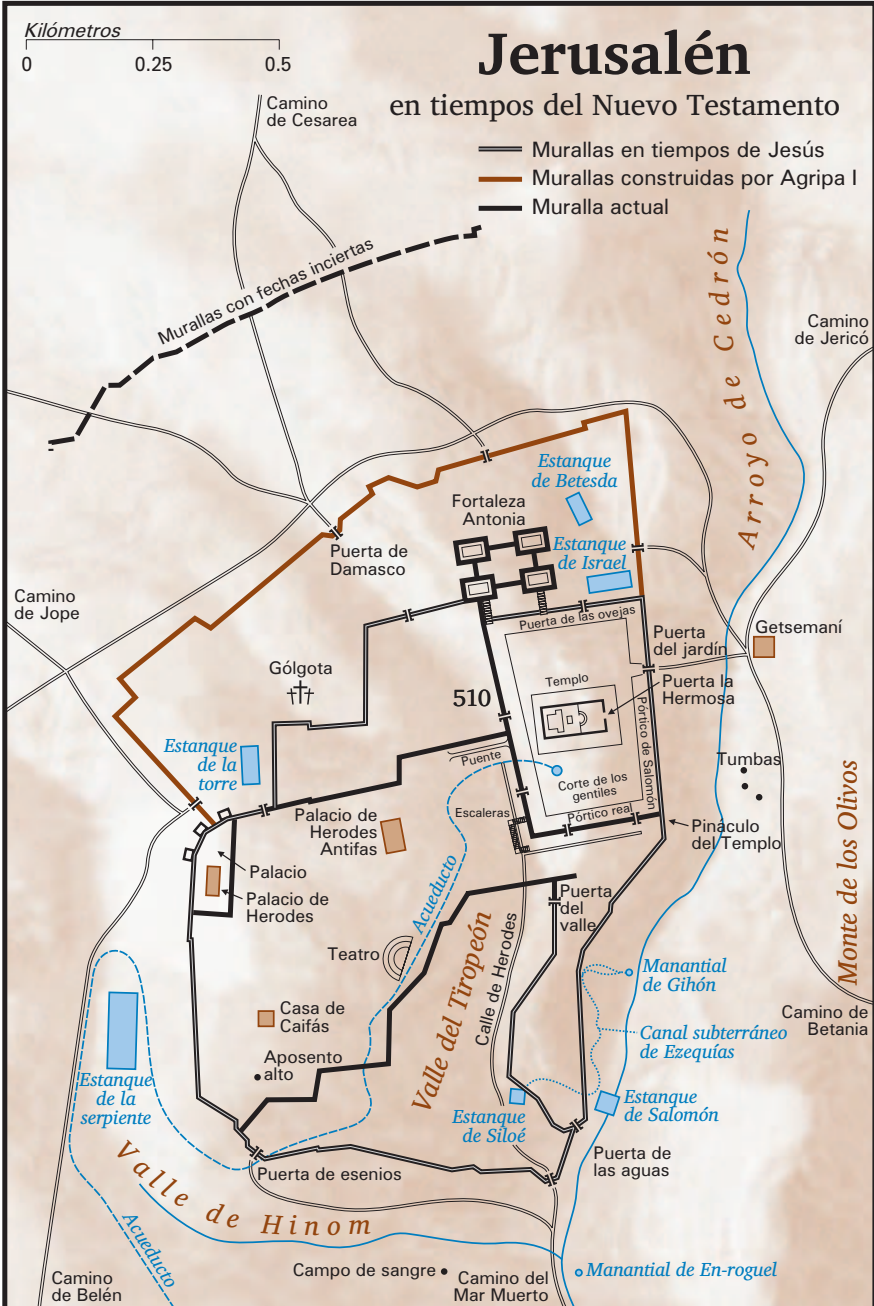 Kilómetros
0 0.25 0.5
Jerusalén
en tiempos del Nuevo Testamento
Murallas en tiempos de Jesús
Murallas construidas por Agripa I
Muralla actual
Camino
de Cesarea
Murallas con fechas inciertas
Arroyo de Cedrón
Camino
de Jericó
Estanque
de Betesda
Fortaleza
Antonia
Estanque
de Israel
Puerta de
Damasco
Camino
de Jope
Puerta de las ovejas
Puerta
del jardín
Getsemaní
Gólgota
Templo
Puerta la
Hermosa
510
Pórtico de Salomón
Estanque
de la
torre
Puente
Tumbas
Corte de los
gentiles
Monte de los Olivos
Palacio de
Herodes
Antifas
Escaleras
Pórtico real
Pináculo
del Templo
Palacio
Palacio de
Herodes
Acueducto
Puerta
del
valle
Valle del Tiropeón
Calle de Herodes
Teatro
Manantial
de Gihón
Casa de
Caifás
Camino de
Betania
Canal subterráneo
de Ezequías
Aposento
alto
Estanque
de la
serpiente
Estanque
de Siloé
Estanque
de Salomón
Puerta de
las aguas
Puerta de esenios
Valle de Hinom
Acueducto
Campo de sangre
Manantial de En-roguel
Camino
de Belén
Camino del
Mar Muerto